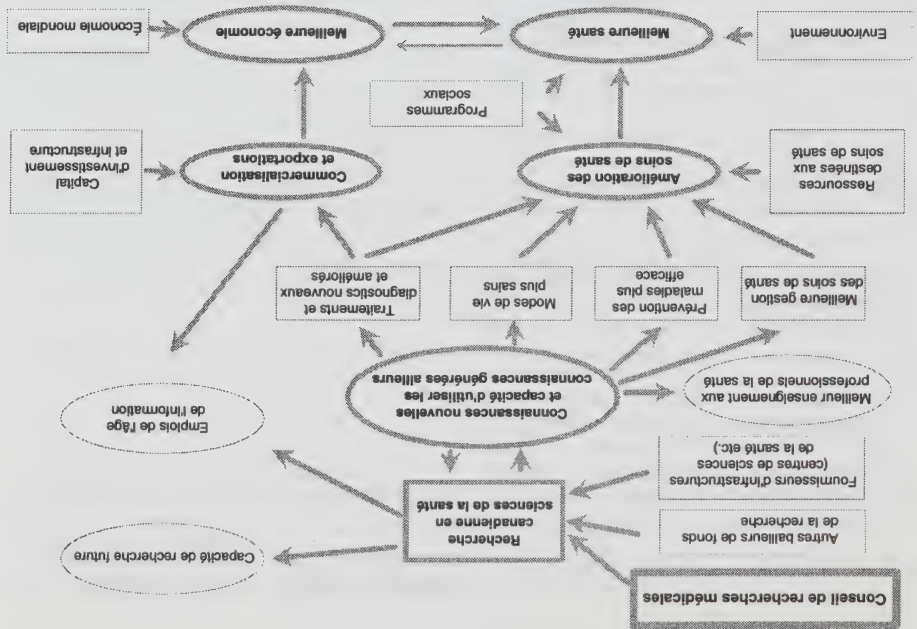 Conseil de recherches médicales
Autres bailleurs de fonds
de la recherche
Fournisseurs d'infrastructures
(centres de sciences
de la santé etc.)
Recherche
canadienne en
sciences de la santé
Capacité de recherche future
Emplois de l'âge
de l'information
Meilleur enseignement aux
professionnels de la santé
Connaissances nouvelles
et capacité d'utiliser les
connaissances générées ailleurs
Meilleure gestion
des soins de santé
Prévention des
maladies plus
efficace
Modes de vie
plus sains
Traitements et
diagnostics nouveaux
et améliorés
Ressources
destinées aux
soins de santé
Amélioration des
soins de santé
Commercialisation
et exportations
Capital
d'investissement
et infrastructure
Programmes
sociaux
Environnement
Meilleure santé
Meilleure économie
Économie mondiale